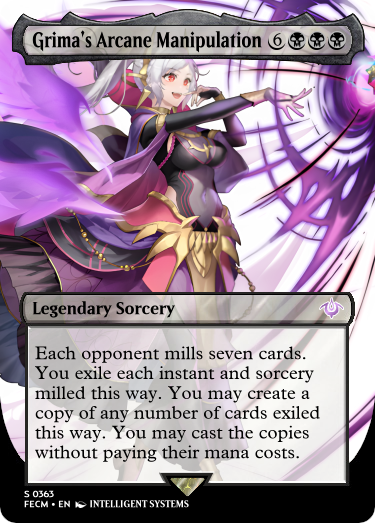 Grima's Arcane Manipulation 6
Legendary Sorcery
Each opponent mills seven cards.
You exile each instant and sorcery
milled this way. You may create a
copy of any number of cards exiled
this way. You may cast the copies
without paying their mana costs.
S 0363
FECM • EN INTELLIGENT SYSTEMS